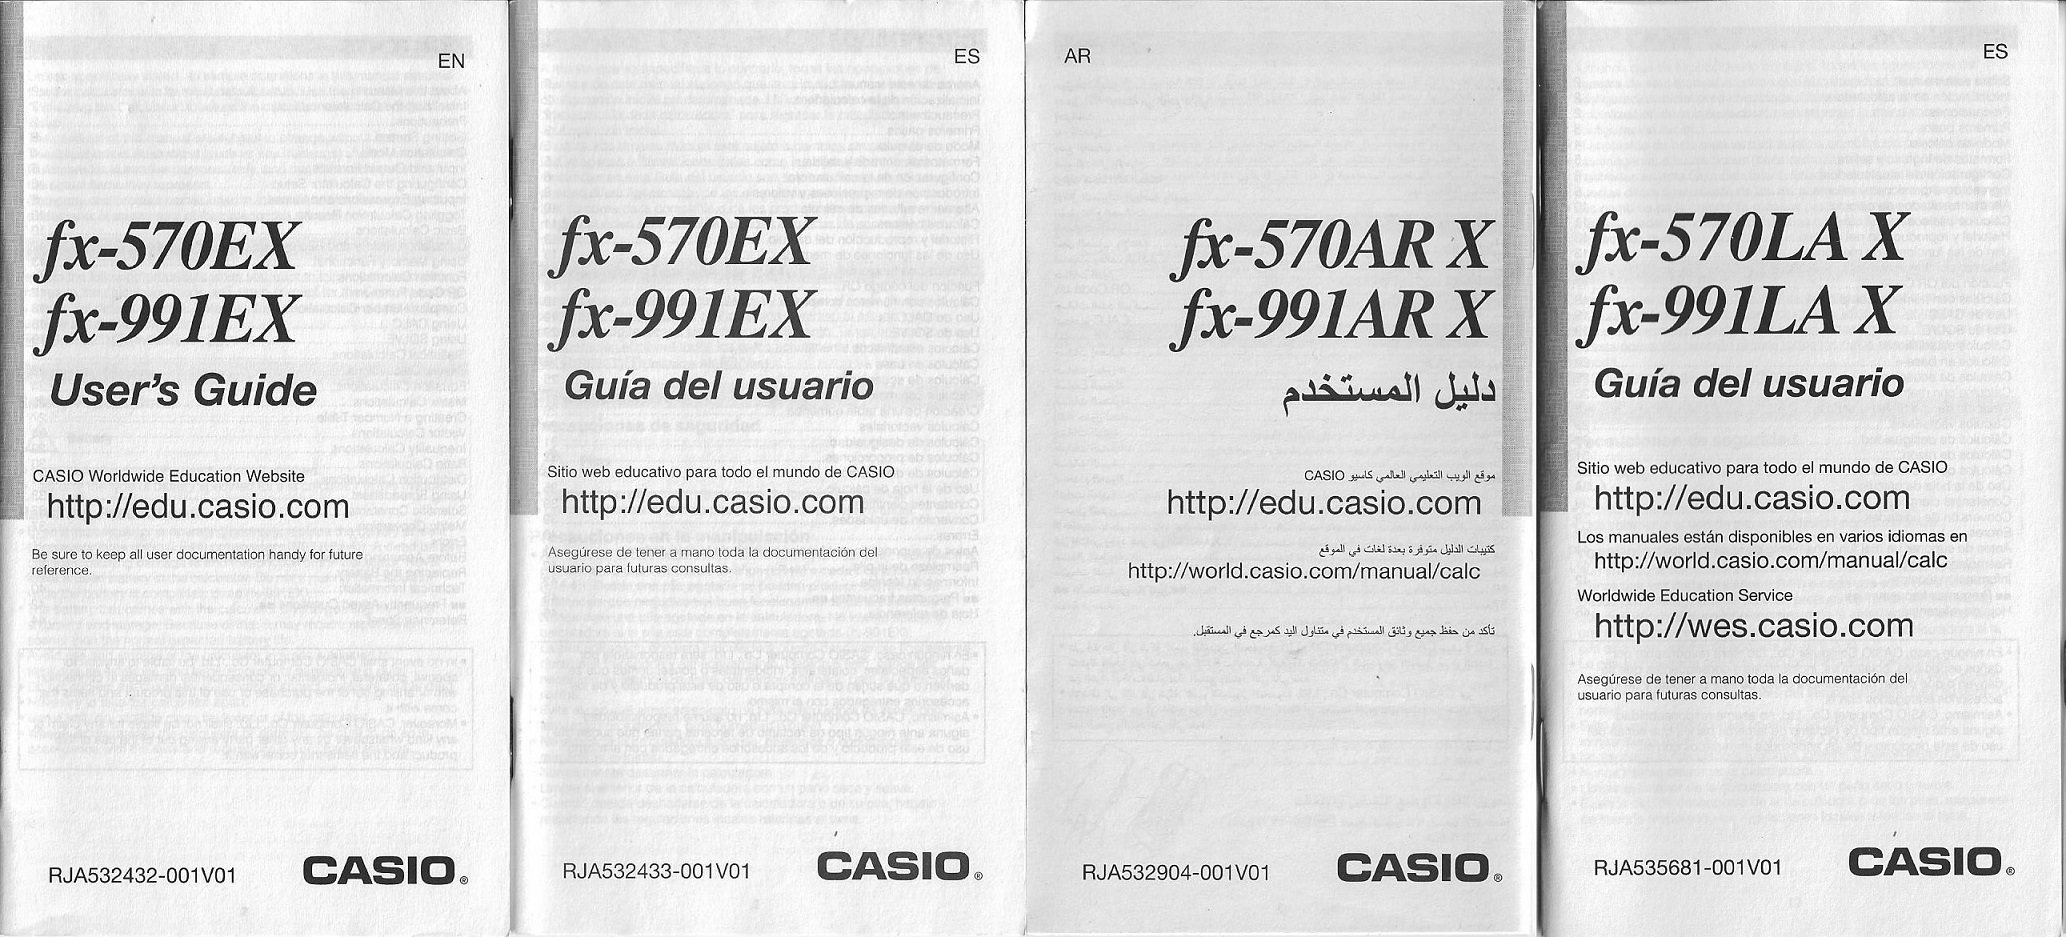 EN
fx-570EX
fx-991EX
User's Guide
CASIO Worldwide Education Website
http://edu.casio.com
Be sure to keep all user documentation handy for future
reference.
RJA532432-001V01
CASIO®
ES
fx-570EX
fx-991EX
Guía del usuario
Sitio web educativo para todo el mundo de CASIO
http://edu.casio.com
Asegúrese de tener a mano toda la documentación del
usuario para futuras consultas.
RJA532433-001V01
CASIO®
AR
fx-570AR X
fx-991AR X
دليل المستخدم
موقع الويب التعليمي العالمي كاسيو CASIO
http://edu.casio.com
كتيبات الدليل متوفرة بعدة لغات في الموقع
http://world.casio.com/manual/calc
تأكد من حفظ جميع وثائق المستخدم في متناول اليد كمرجع في المستقبل.
RJA532904-001V01
CASIO®
ES
fx-570LA X
fx-991LA X
Guía del usuario
Sitio web educativo para todo el mundo de CASIO
http://edu.casio.com
Los manuales están disponibles en varios idiomas en
http://world.casio.com/manual/calc
Worldwide Education Service
http://wes.casio.com
Asegúrese de tener a mano toda la documentación del
usuario para futuras consultas.
RJA535681-001V01
CASIO®